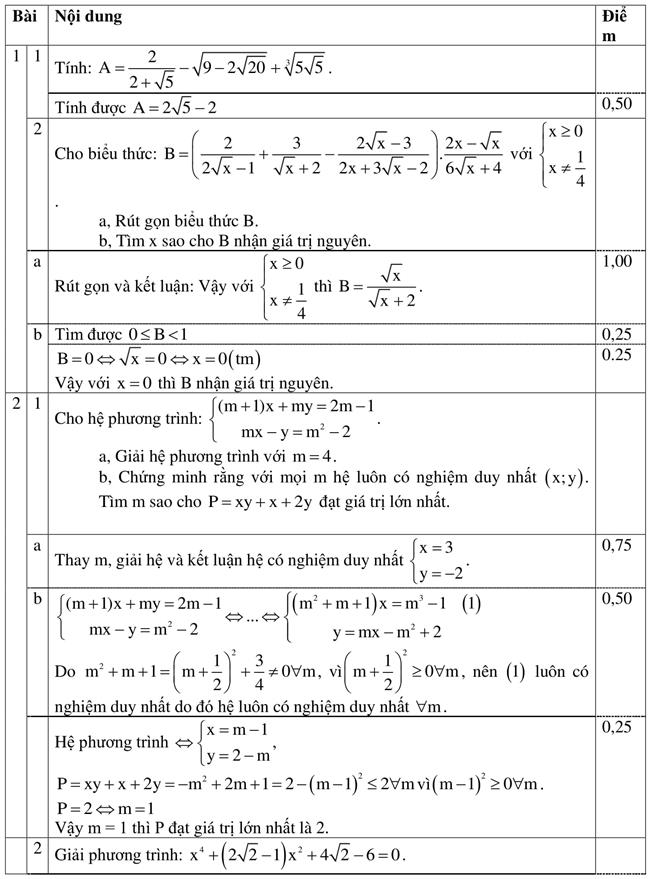 Bài Nội dung Điể
m
1 1 Tính: A = 2/(2+√5) − √(9−2√20) + ∛(5√5) .
Tính được A = 2√5 − 2 0,50
2 Cho biểu thức: B = (2/(2√x−1) + 3/(√x+2) − (2√x−3)/(2x+3√x−2)).(2x−√x)/(6√x+4) với {x ≥ 0; x ≠ 1/4
.
a, Rút gọn biểu thức B.
b, Tìm x sao cho B nhận giá trị nguyên.
a Rút gọn và kết luận: Vậy với {x ≥ 0; x ≠ 1/4 thì B = √x/(√x+2) . 1,00
b Tìm được 0 ≤ B < 1 0,25
B = 0 ⇔ √x = 0 ⇔ x = 0(tm) 0.25
Vậy với x = 0 thì B nhận giá trị nguyên.
2 1 Cho hệ phương trình: {(m+1)x + my = 2m−1; mx − y = m² − 2 .
a, Giải hệ phương trình với m = 4.
b, Chứng minh rằng với mọi m hệ luôn có nghiệm duy nhất (x;y).
Tìm m sao cho P = xy + x + 2y đạt giá trị lớn nhất.
a Thay m, giải hệ và kết luận hệ có nghiệm duy nhất {x = 3; y = −2 . 0,75
b {(m+1)x + my = 2m−1; mx − y = m² − 2 ⇔ ... ⇔ {(m²+m+1)x = m³ −1 (1); y = mx − m² + 2 0,50
Do m² + m + 1 = (m + 1/2)² + 3/4 ≠ 0∀m, vì (m + 1/2)² ≥ 0∀m, nên (1) luôn có
nghiệm duy nhất do đó hệ luôn có nghiệm duy nhất ∀m.
Hệ phương trình ⇔ {x = m−1; y = 2−m , 0,25
P = xy + x + 2y = −m² + 2m + 1 = 2 − (m−1)² ≤ 2∀m vì (m−1)² ≥ 0∀m.
P = 2 ⇔ m = 1
Vậy m = 1 thì P đạt giá trị lớn nhất là 2.
2 Giải phương trình: x⁴ + (2√2 −1)x² + 4√2 − 6 = 0.